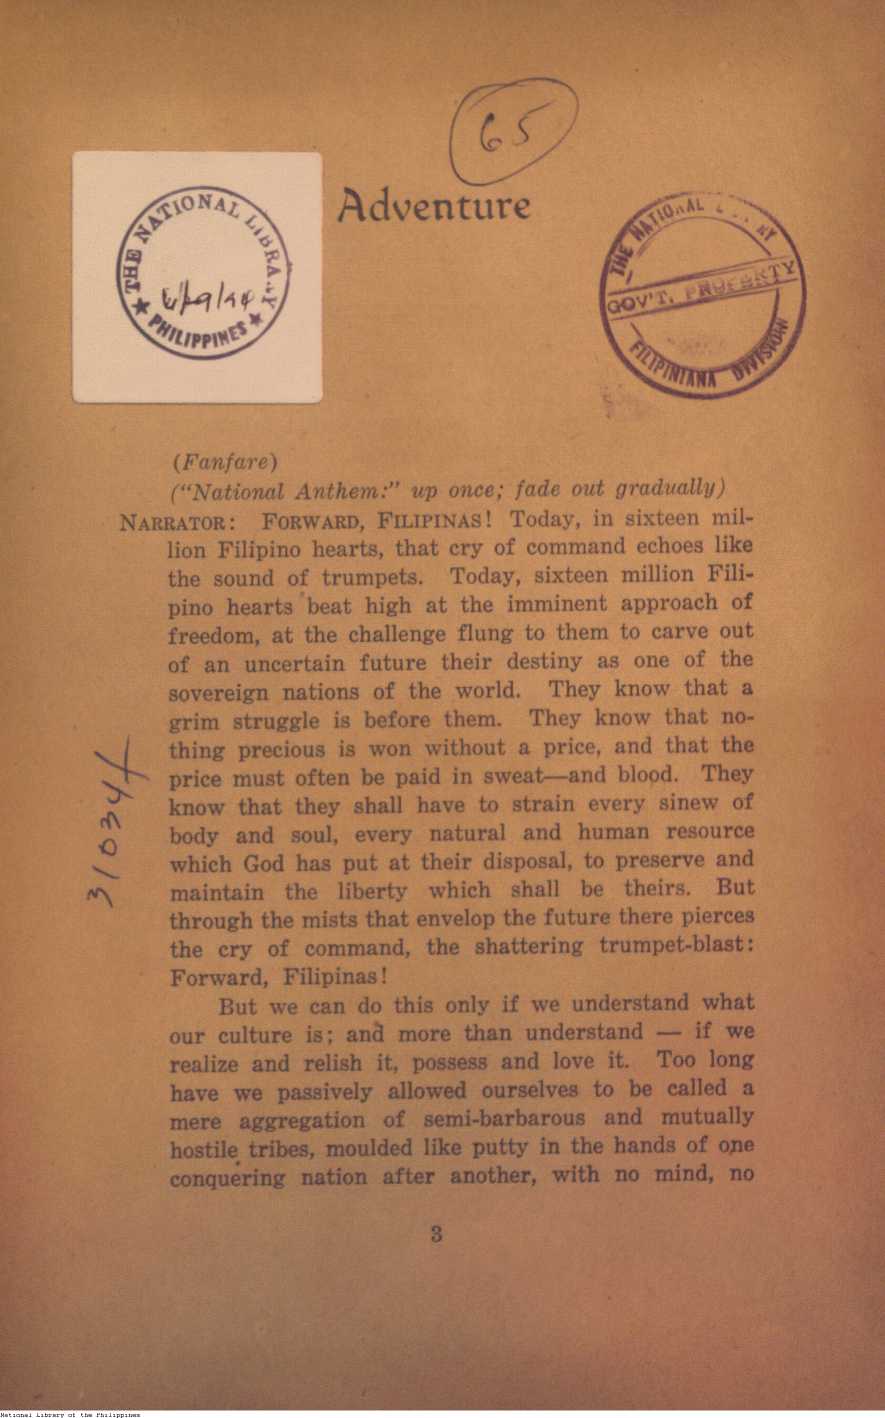 65
Adventure
THE NATIONAL LIBRARY
PHILIPPINES
THE NATIONAL
GOV'T. PROPERTY
FILIPINIANA DIVISION
(Fanfare)
("National Anthem:" up once; fade out gradually)
NARRATOR: FORWARD, FILIPINAS! Today, in sixteen mil-
lion Filipino hearts, that cry of command echoes like
the sound of trumpets. Today, sixteen million Fili-
pino hearts beat high at the imminent approach of
freedom, at the challenge flung to them to carve out
of an uncertain future their destiny as one of the
sovereign nations of the world. They know that a
grim struggle is before them. They know that no-
thing precious is won without a price, and that the
price must often be paid in sweat—and blood. They
know that they shall have to strain every sinew of
body and soul, every natural and human resource
which God has put at their disposal, to preserve and
maintain the liberty which shall be theirs. But
through the mists that envelop the future there pierces
the cry of command, the shattering trumpet-blast:
Forward, Filipinas!
But we can do this only if we understand what
our culture is; and more than understand — if we
realize and relish it, possess and love it. Too long
have we passively allowed ourselves to be called a
mere aggregation of semi-barbarous and mutually
hostile tribes, moulded like putty in the hands of one
conquering nation after another, with no mind, no
3
National Library of the Philippines